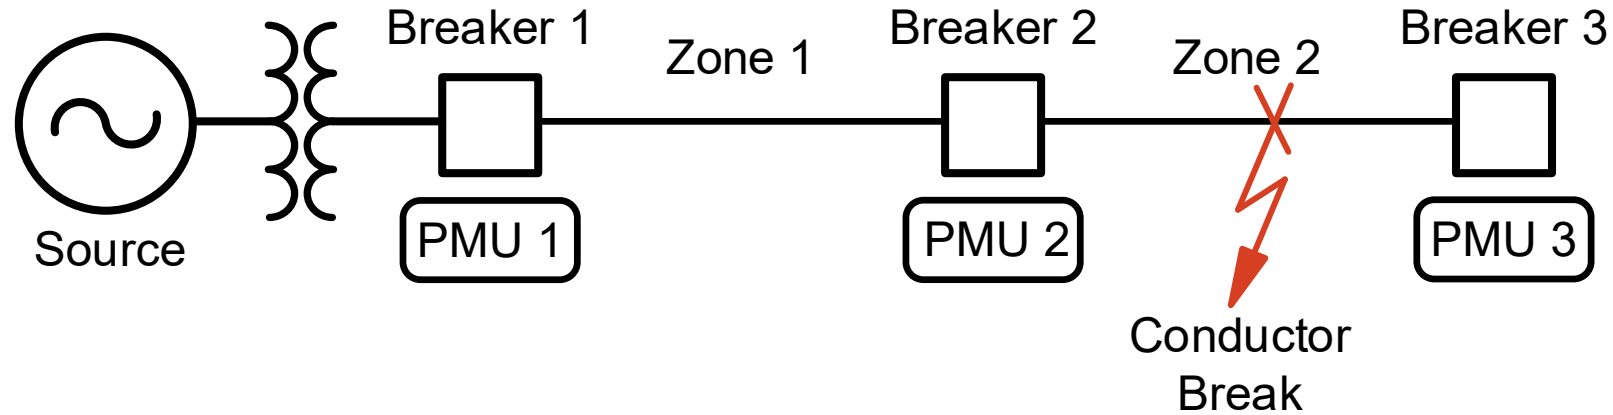 Breaker 1
Zone 1
Breaker 2
Zone 2
Breaker 3
Source
PMU 1
PMU 2
PMU 3
Conductor
Break